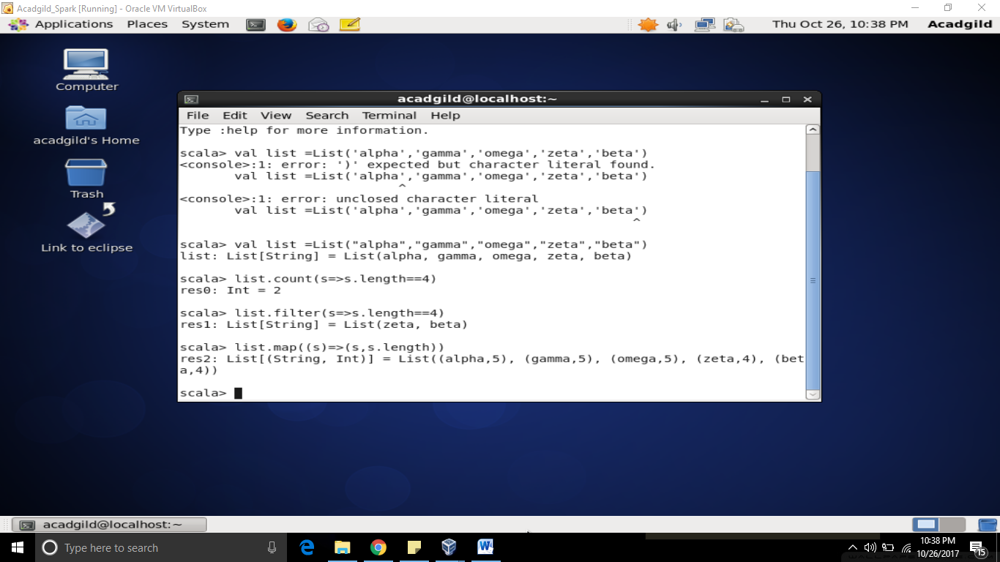 Acadgild_Spark [Running] - Oracle VM VirtualBox
Applications Places System Thu Oct 26, 10:38 PM Acadgild
Computer
acadgild's Home
Trash
Link to eclipse
acadgild@localhost:~
File Edit View Search Terminal Help
Type :help for more information.
scala> val list =List('alpha','gamma','omega','zeta','beta')
<console>:1: error: ')' expected but character literal found.
       val list =List('alpha','gamma','omega','zeta','beta')
                            ^
<console>:1: error: unclosed character literal
       val list =List('alpha','gamma','omega','zeta','beta')
                                                          ^
scala> val list =List("alpha","gamma","omega","zeta","beta")
list: List[String] = List(alpha, gamma, omega, zeta, beta)
scala> list.count(s=>s.length==4)
res0: Int = 2
scala> list.filter(s=>s.length==4)
res1: List[String] = List(zeta, beta)
scala> list.map((s)=>(s,s.length))
res2: List[(String, Int)] = List((alpha,5), (gamma,5), (omega,5), (zeta,4), (bet
a,4))
scala>
acadgild@localhost:~
Type here to search
10:38 PM
10/26/2017
15